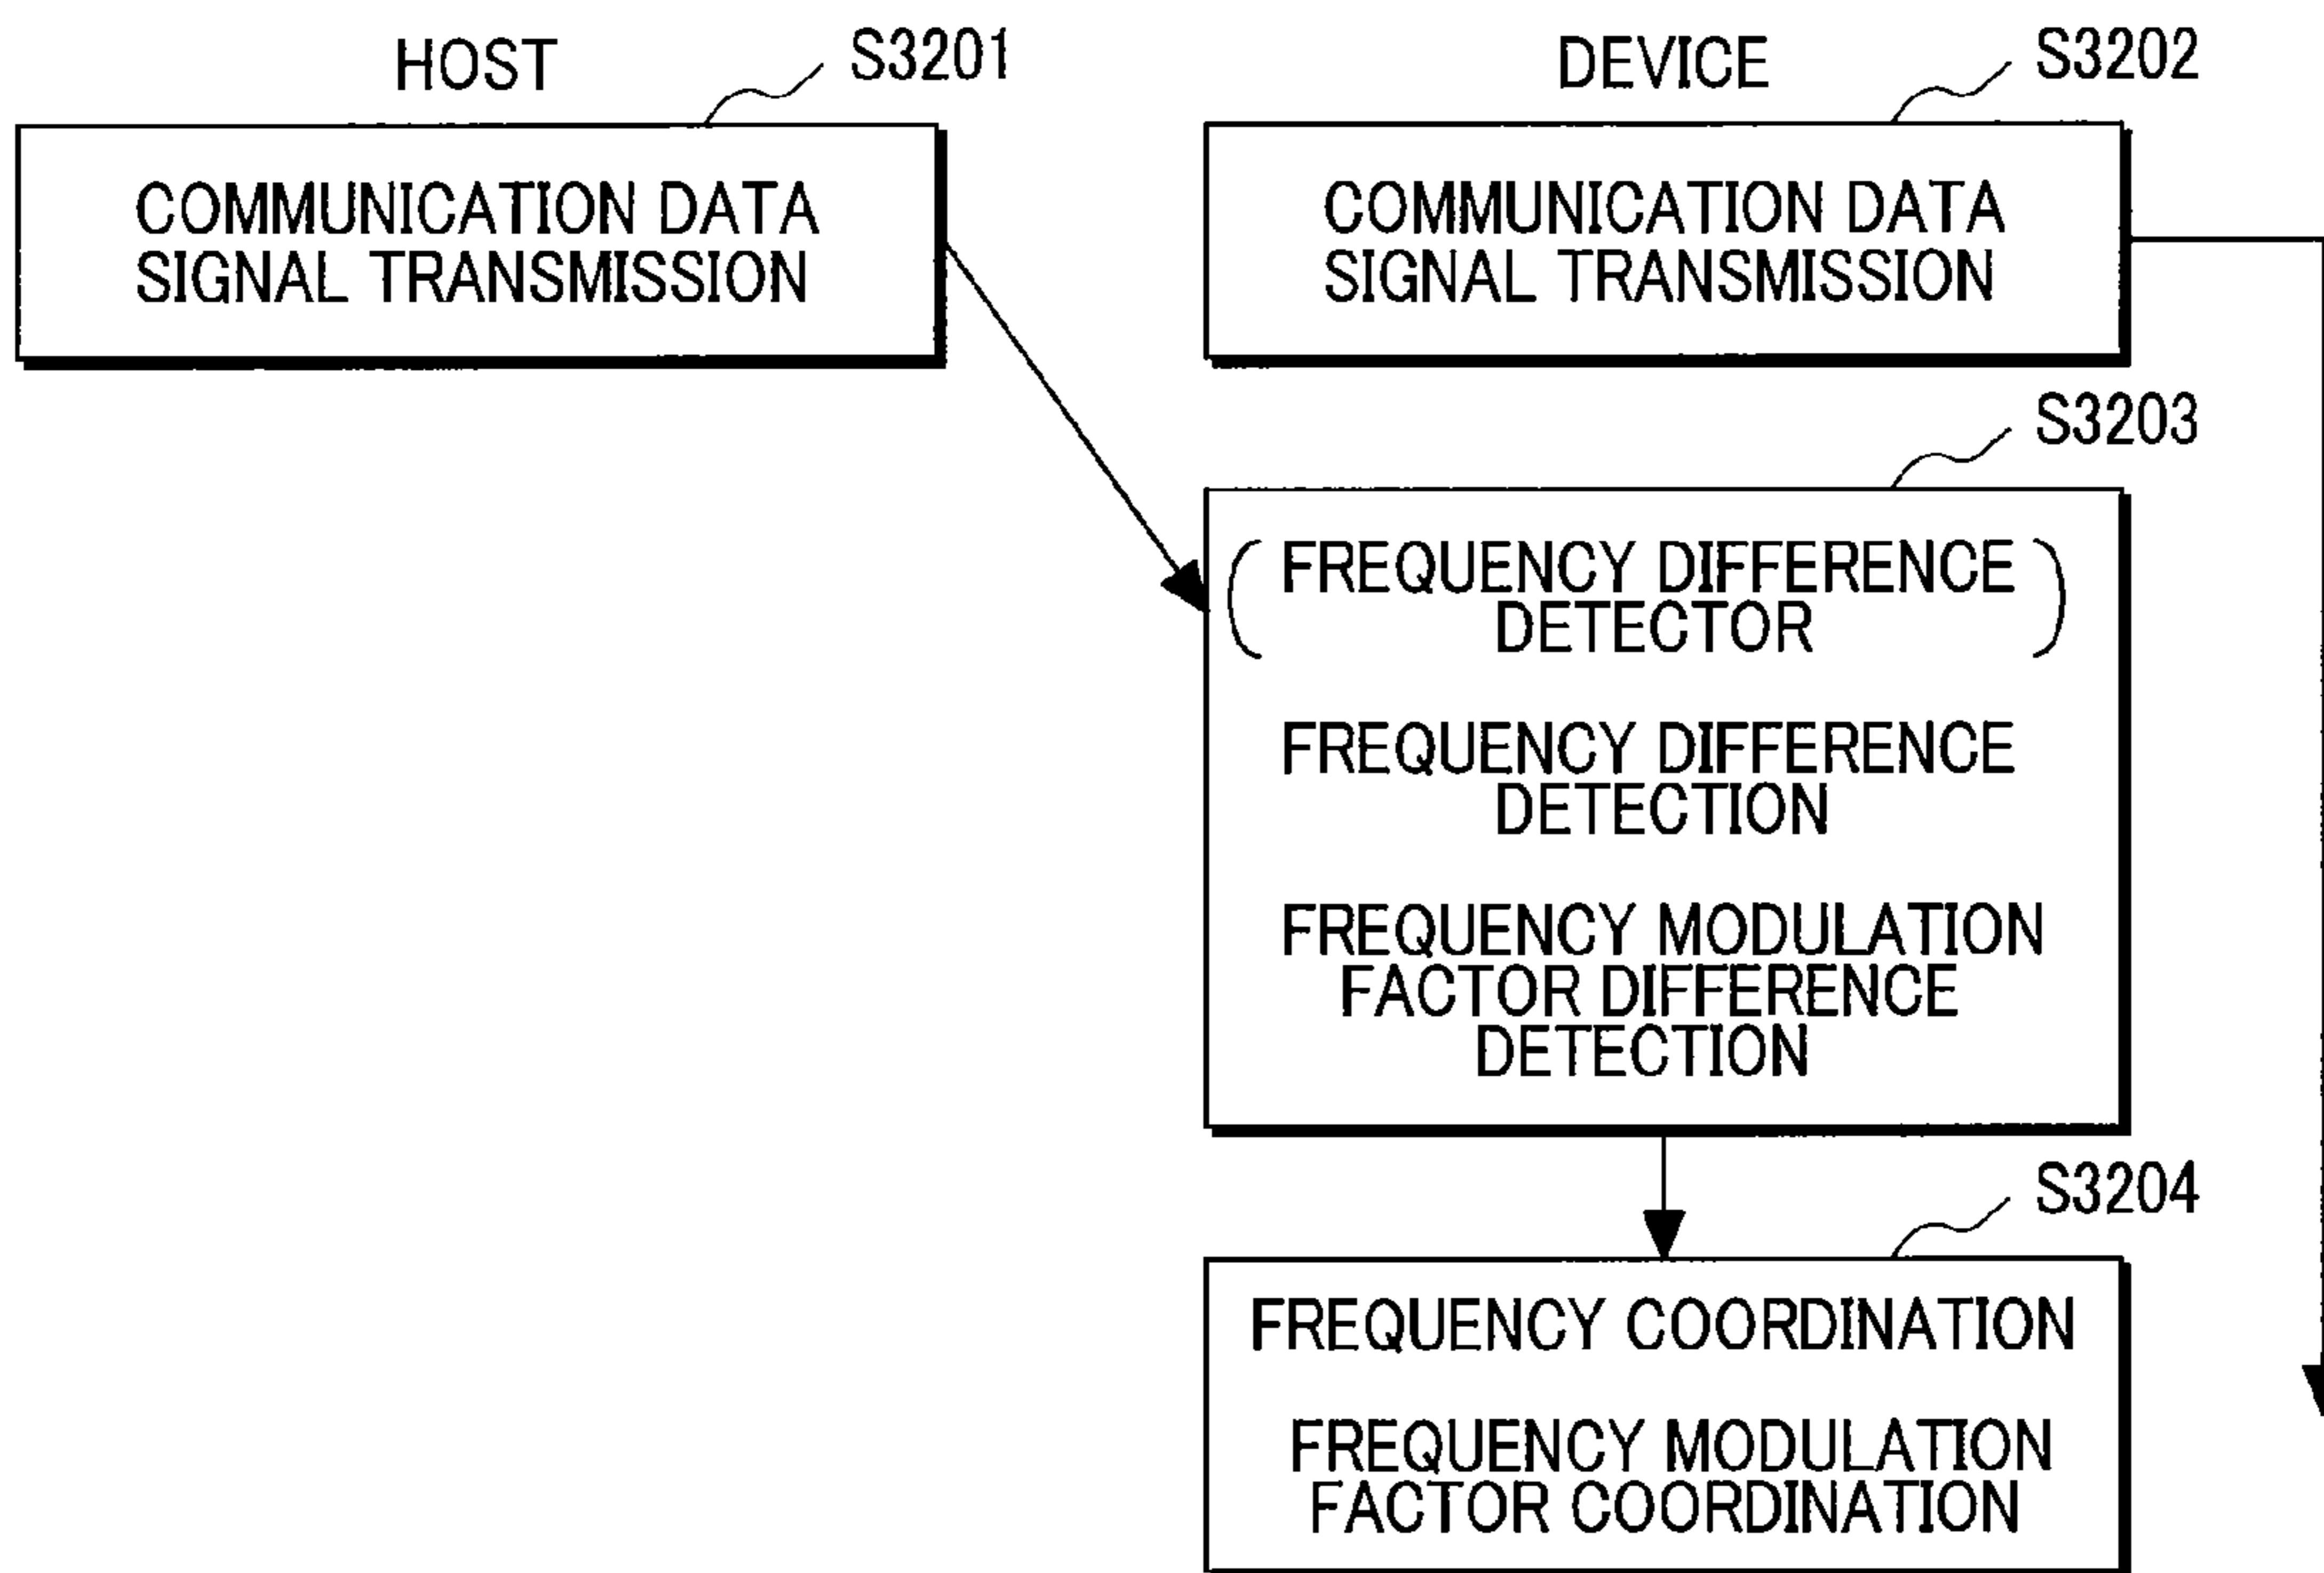 HOST
S3201
COMMUNICATION DATA
SIGNAL TRANSMISSION
DEVICE
S3202
COMMUNICATION DATA
SIGNAL TRANSMISSION
S3203
( FREQUENCY DIFFERENCE
DETECTOR )
FREQUENCY DIFFERENCE
DETECTION
FREQUENCY MODULATION
FACTOR DIFFERENCE
DETECTION
S3204
FREQUENCY COORDINATION
FREQUENCY MODULATION
FACTOR COORDINATION